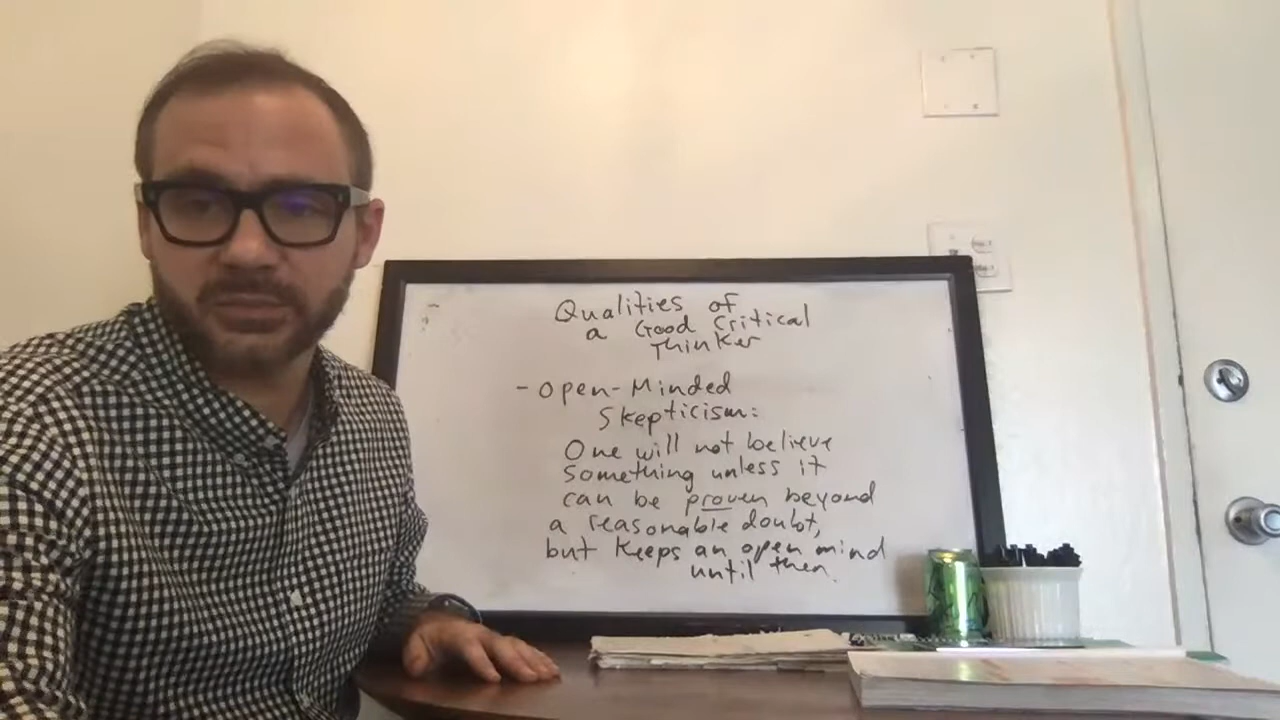 Qualities of
a Good Critical
Thinker
- Open-Minded
Skepticism:
One will not believe
something unless it
can be proven beyond
a reasonable doubt,
but keeps an open mind
until then.